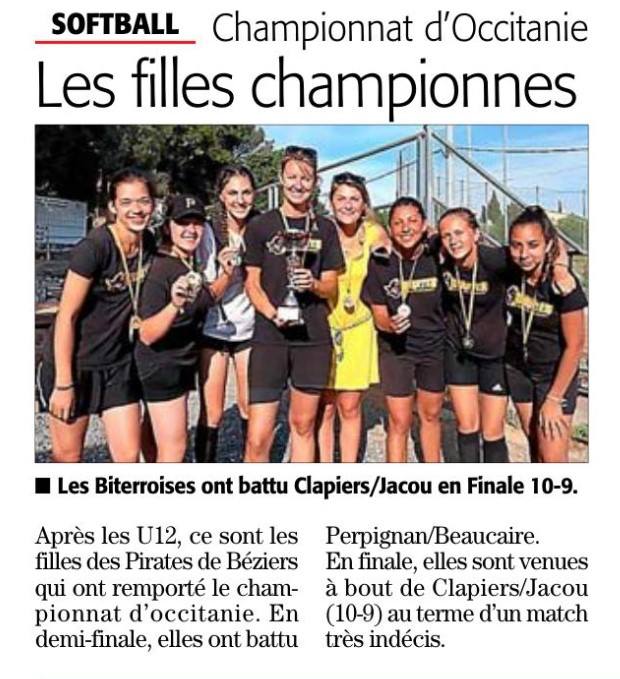 SOFTBALL Championnat d'Occitanie
Les filles championnes
■ Les Biterroises ont battu Clapiers/Jacou en Finale 10-9.
Après les U12, ce sont les
filles des Pirates de Béziers
qui ont remporté le cham-
pionnat d'occitanie. En
demi-finale, elles ont battu
Perpignan/Beaucaire.
En finale, elles sont venues
à bout de Clapiers/Jacou
(10-9) au terme d'un match
très indécis.